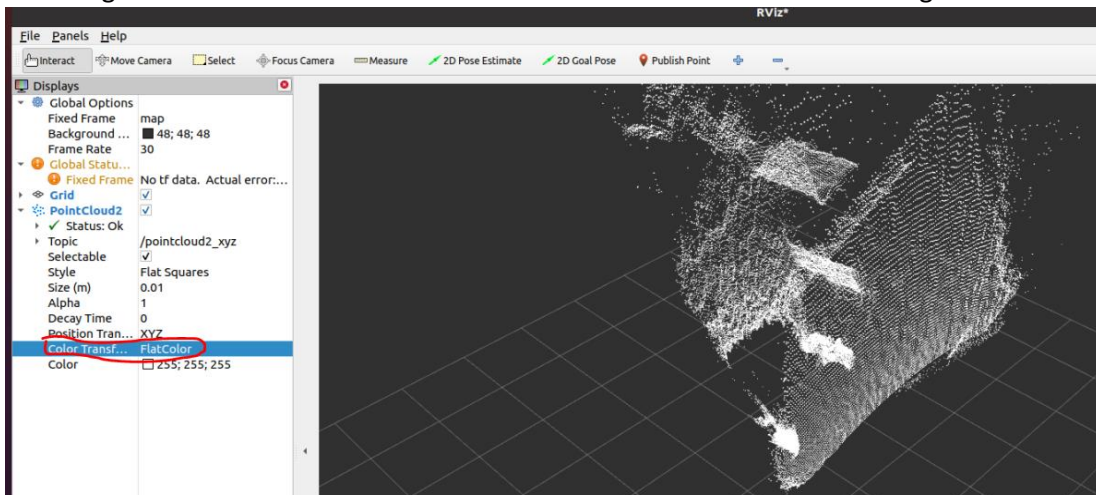 RViz*
File Panels Help
Interact Move Camera Select Focus Camera Measure 2D Pose Estimate 2D Goal Pose Publish Point
Displays
Global Options
Fixed Frame map
Background ... 48; 48; 48
Frame Rate 30
Global Statu...
Fixed Frame No tf data. Actual error:...
Grid
PointCloud2
Status: Ok
Topic /pointcloud2_xyz
Selectable
Style Flat Squares
Size (m) 0.01
Alpha 1
Decay Time 0
Position Tran... XYZ
Color Transf... FlatColor
Color 255; 255; 255